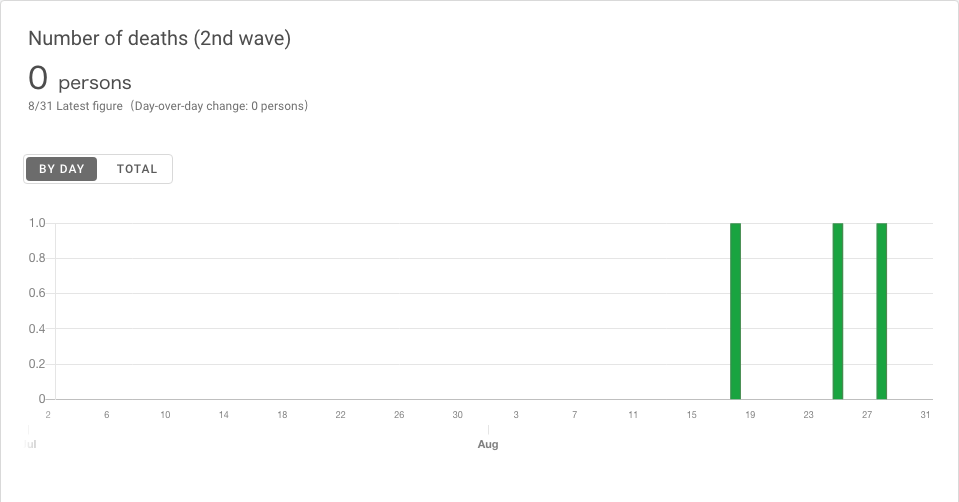 Number of deaths (2nd wave)
0 persons
8/31 Latest figure（Day-over-day change: 0 persons）
BY DAY TOTAL
1.0
0.8
0.6
0.4
0.2
0
2 6 10 14 18 22 26 30 3 7 11 15 19 23 27 31
ul Aug